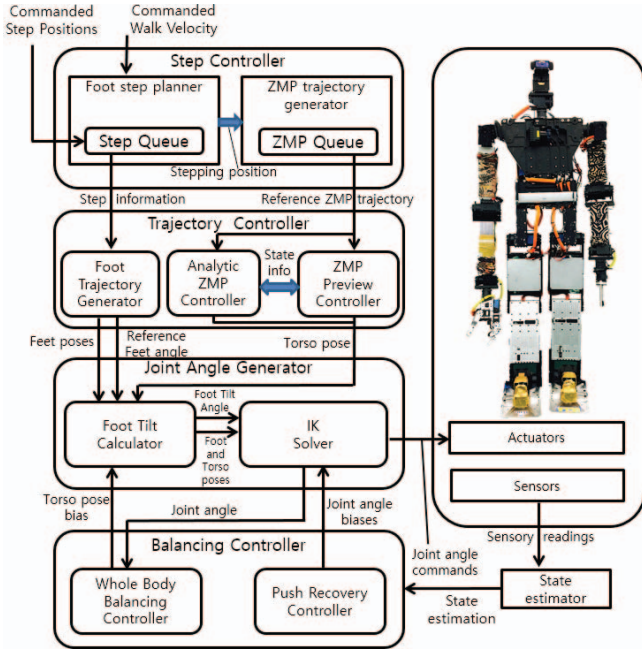 Commanded
Step Positions
Commanded
Walk Velocity
Step Controller
Foot step planner
ZMP trajectory
generator
Step Queue
ZMP Queue
Stepping position
Step information
Reference ZMP trajectory
Trajectory Controller
Foot
Trajectory
Generator
Analytic
ZMP
Controller
State
info
ZMP
Preview
Controller
Feet poses
Reference
Feet angle
Torso pose
Joint Angle Generator
Foot Tilt
Calculator
Foot Tilt
Angle
Foot
and
Torso
poses
IK
Solver
Actuators
Sensors
Torso pose
bias
Joint angle
Joint angle
biases
Sensory readings
Joint angle
commands
Balancing Controller
Whole Body
Balancing
Controller
Push Recovery
Controller
State
estimation
State
estimator